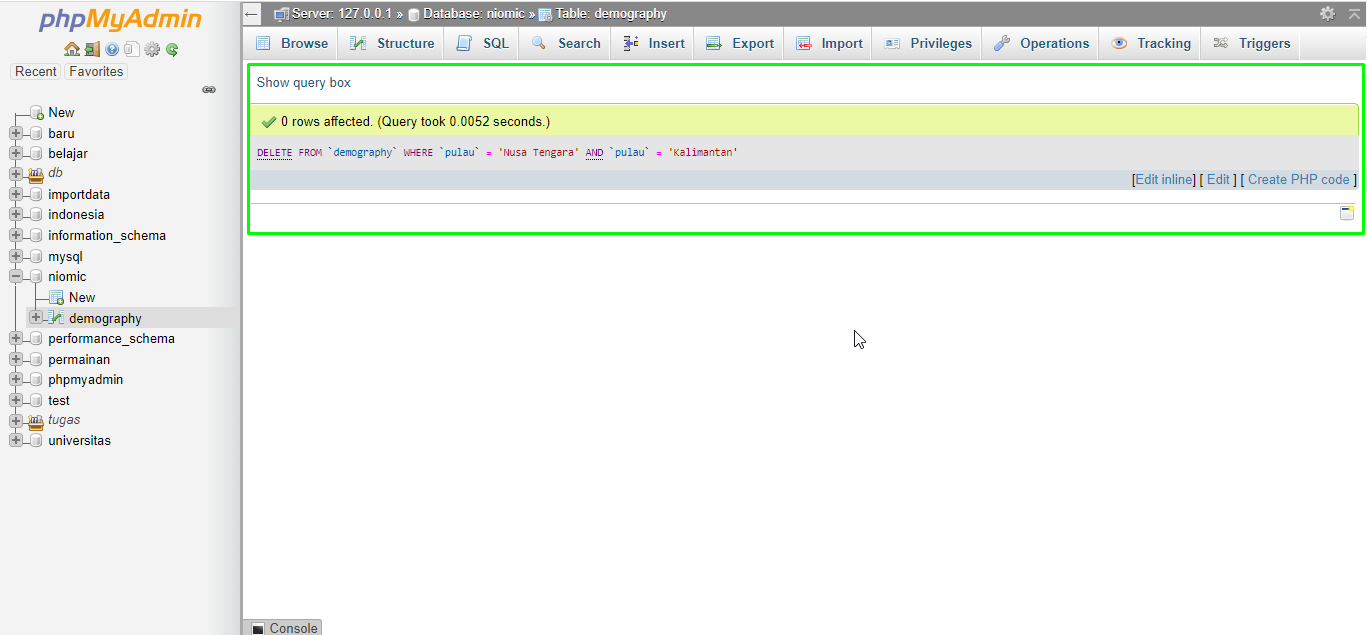 phpMyAdmin
Recent Favorites
New
baru
belajar
db
importdata
indonesia
information_schema
mysql
niomic
New
demography
performance_schema
permainan
phpmyadmin
test
tugas
universitas
Server: 127.0.0.1 » Database: niomic » Table: demography
Browse Structure SQL Search Insert Export Import Privileges Operations Tracking Triggers
Show query box
0 rows affected. (Query took 0.0052 seconds.)
DELETE FROM `demography` WHERE `pulau` = 'Nusa Tengara' AND `pulau` = 'Kalimantan'
[Edit inline] [ Edit ] [ Create PHP code ]
Console